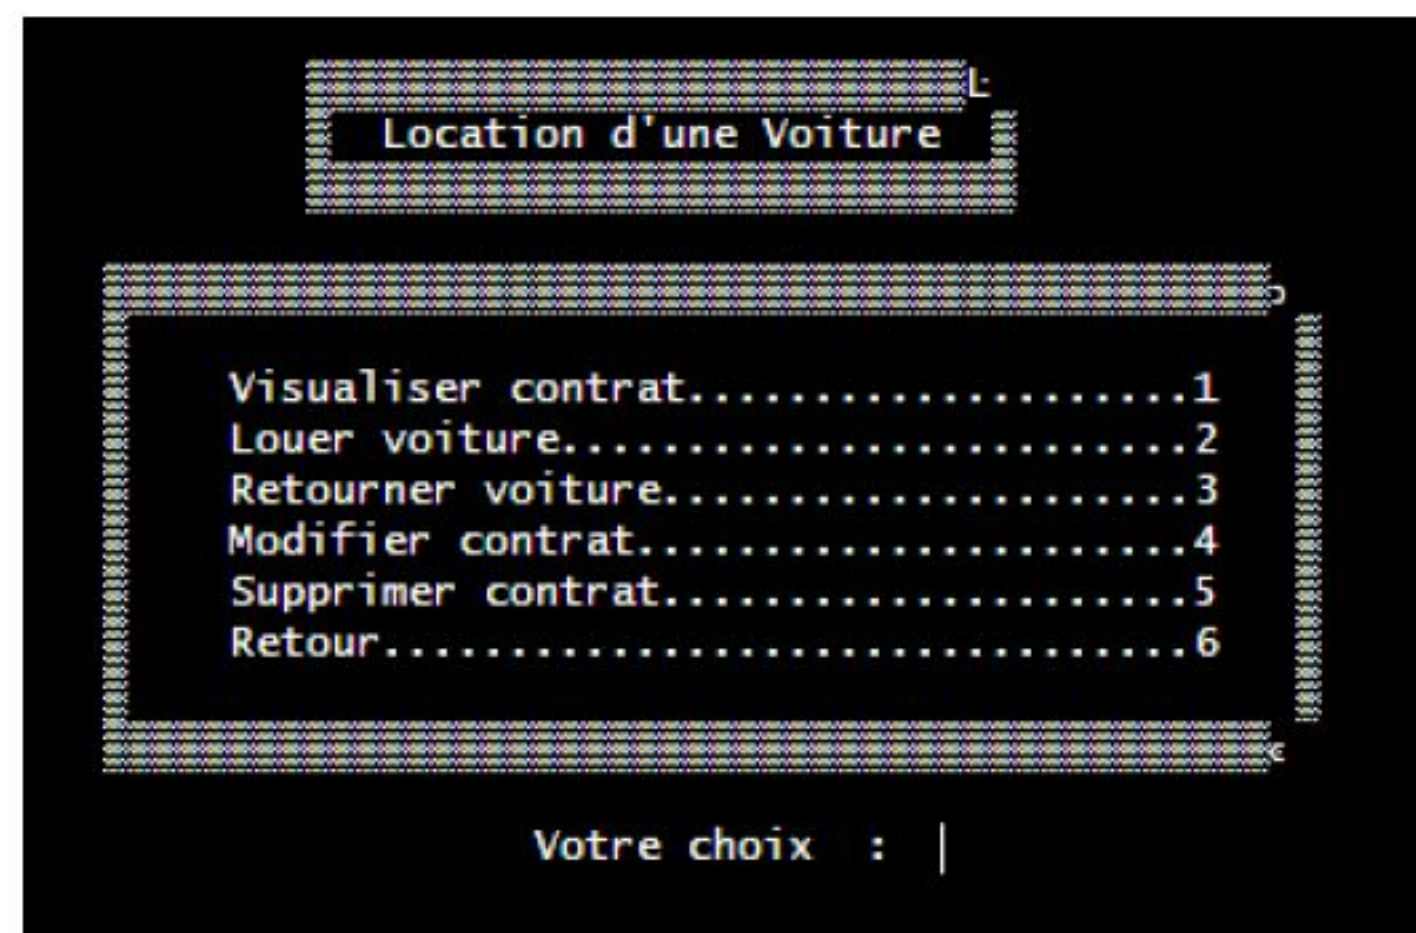 Location d'une Voiture
Visualiser contrat....................1
Louer voiture.........................2
Retourner voiture.....................3
Modifier contrat......................4
Supprimer contrat.....................5
Retour................................6
Votre choix  :